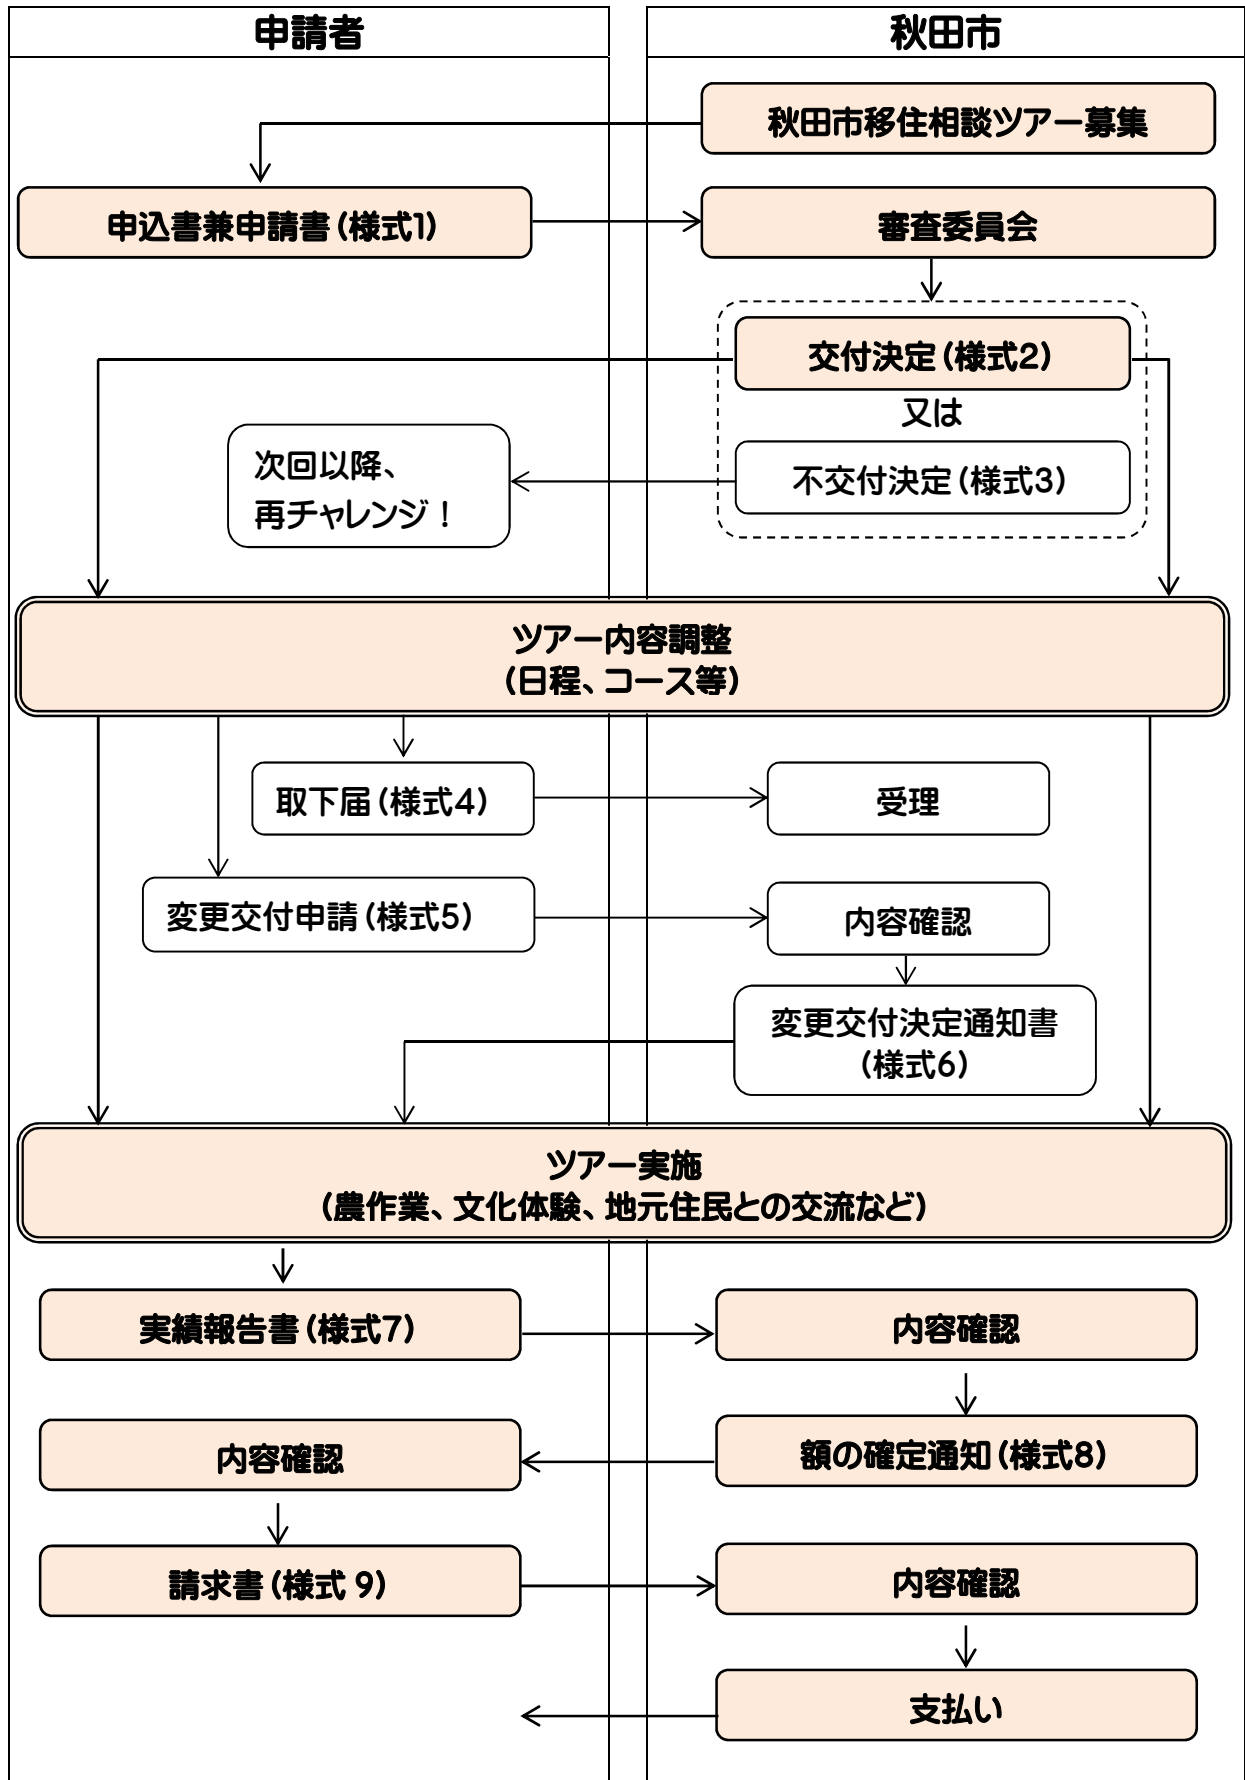 申請者
秋田市
秋田市移住相談ツアー募集
申込書兼申請書（様式1）
審査委員会
交付決定（様式2）
又は
次回以降、
再チャレンジ！
不交付決定（様式3）
ツアー内容調整
（日程、コース等）
取下届（様式4）
受理
変更交付申請（様式5）
内容確認
変更交付決定通知書
（様式6）
ツアー実施
（農作業、文化体験、地元住民との交流など）
実績報告書（様式7）
内容確認
内容確認
額の確定通知（様式8）
請求書（様式 9）
内容確認
支払い